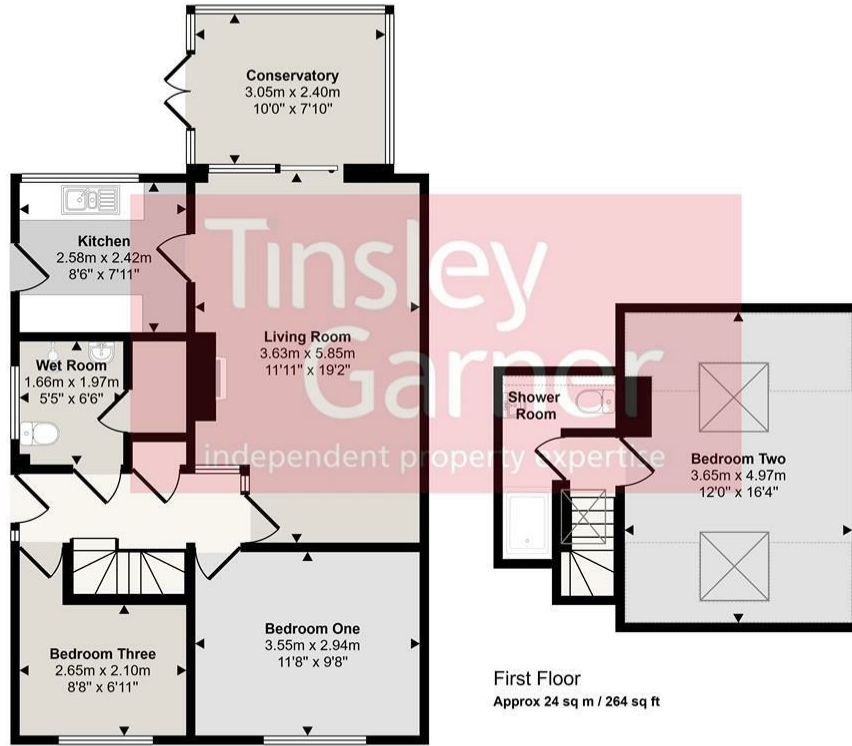 Conservatory
3.05m x 2.40m
10'0" x 7'10"
Kitchen
2.58m x 2.42m
8'6" x 7'11"
Tinsley
Garner
independent property expertise
Living Room
3.63m x 5.85m
11'11" x 19'2"
Wet Room
1.66m x 1.97m
5'5" x 6'6"
Bedroom One
3.55m x 2.94m
11'8" x 9'8"
Bedroom Three
2.65m x 2.10m
8'8" x 6'11"
Shower
Room
Bedroom Two
3.65m x 4.97m
12'0" x 16'4"
First Floor
Approx 24 sq m / 264 sq ft